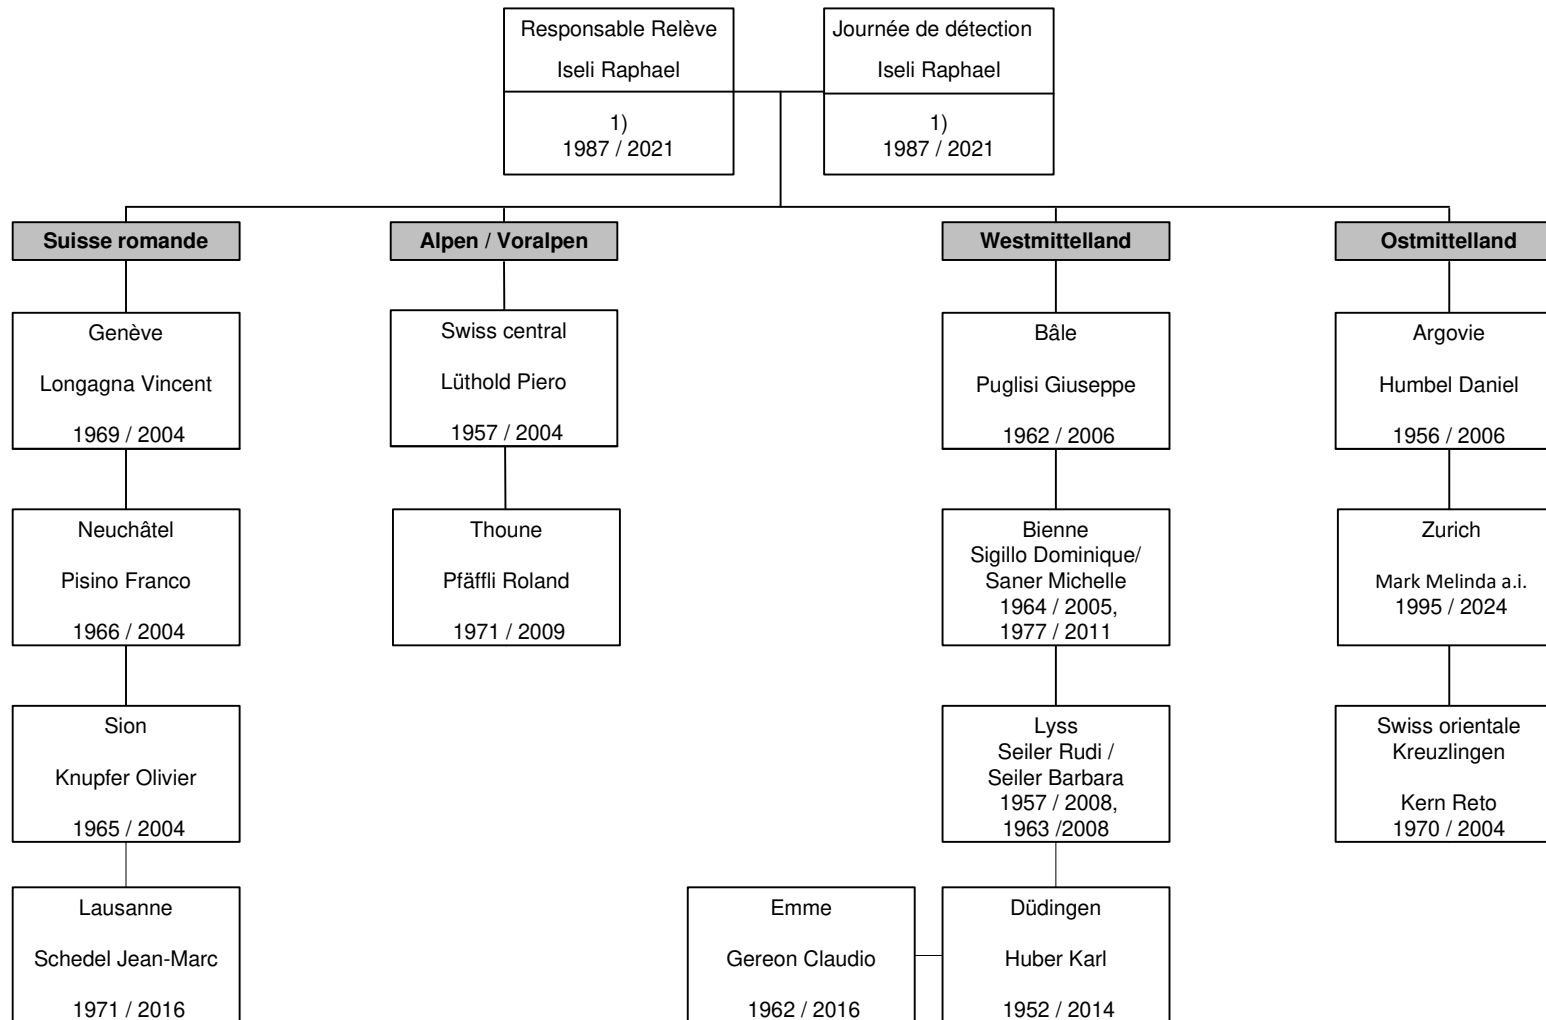 Responsable Relève
Iseli Raphael
1)
1987 / 2021
Journée de détection
Iseli Raphael
1)
1987 / 2021
Suisse romande
Alpen / Voralpen
Westmittelland
Ostmittelland
Genève
Longagna Vincent
1969 / 2004
Swiss central
Lüthold Piero
1957 / 2004
Bâle
Puglisi Giuseppe
1962 / 2006
Argovie
Humbel Daniel
1956 / 2006
Neuchâtel
Pisino Franco
1966 / 2004
Thoune
Pfäffli Roland
1971 / 2009
Bienne
Sigillo Dominique/
Saner Michelle
1964 / 2005,
1977 / 2011
Zurich
Mark Melinda a.i.
1995 / 2024
Sion
Knupfer Olivier
1965 / 2004
Lyss
Seiler Rudi /
Seiler Barbara
1957 / 2008,
1963 /2008
Swiss orientale
Kreuzlingen
Kern Reto
1970 / 2004
Lausanne
Schedel Jean-Marc
1971 / 2016
Emme
Gereon Claudio
1962 / 2016
Düdingen
Huber Karl
1952 / 2014